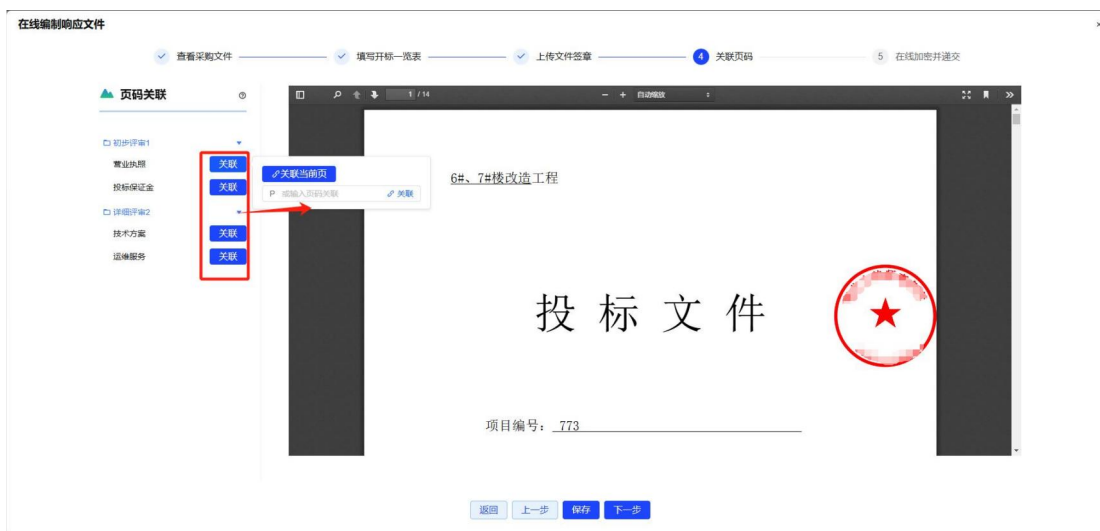 在线编制响应文件
查看采购文件
填写开标一览表
上传文件签章
4 关联页码
5 在线加密并递交
页码关联
1 / 14
自动缩放
初步评审1
营业执照 关联
投标保证金 关联
详细评审2
技术方案 关联
运维服务 关联
关联当前页
P 或输入页码关联 关联
6#、7#楼改造工程
投标文件
项目编号：773
返回 上一步 保存 下一步